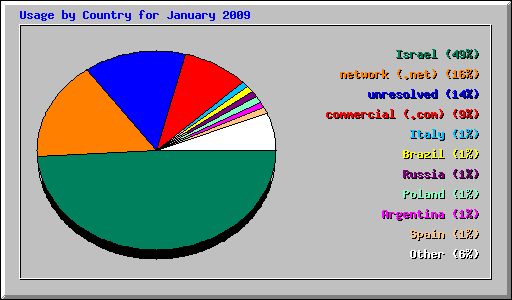 Usage by Country for January 2009
Israel (49%)
network (.net) (16%)
unresolved (14%)
commercial (.com) (9%)
Italy (1%)
Brazil (1%)
Russia (1%)
Poland (1%)
Argentina (1%)
Spain (1%)
Other (6%)